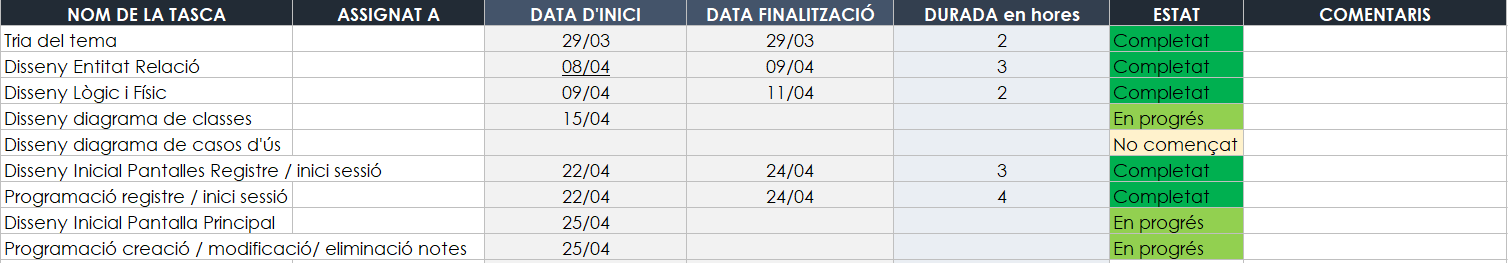 NOM DE LA TASCA ASSIGNAT A DATA D'INICI DATA FINALITZACIÓ DURADA en hores ESTAT COMENTARIS
Tria del tema 29/03 29/03 2 Completat
Disseny Entitat Relació 08/04 09/04 3 Completat
Disseny Lògic i Físic 09/04 11/04 2 Completat
Disseny diagrama de classes 15/04 En progrés
Disseny diagrama de casos d'ús No començat
Disseny Inicial Pantalles Registre / inici sessió 22/04 24/04 3 Completat
Programació registre / inici sessió 22/04 24/04 4 Completat
Disseny Inicial Pantalla Principal 25/04 En progrés
Programació creació / modificació/ eliminació notes 25/04 En progrés